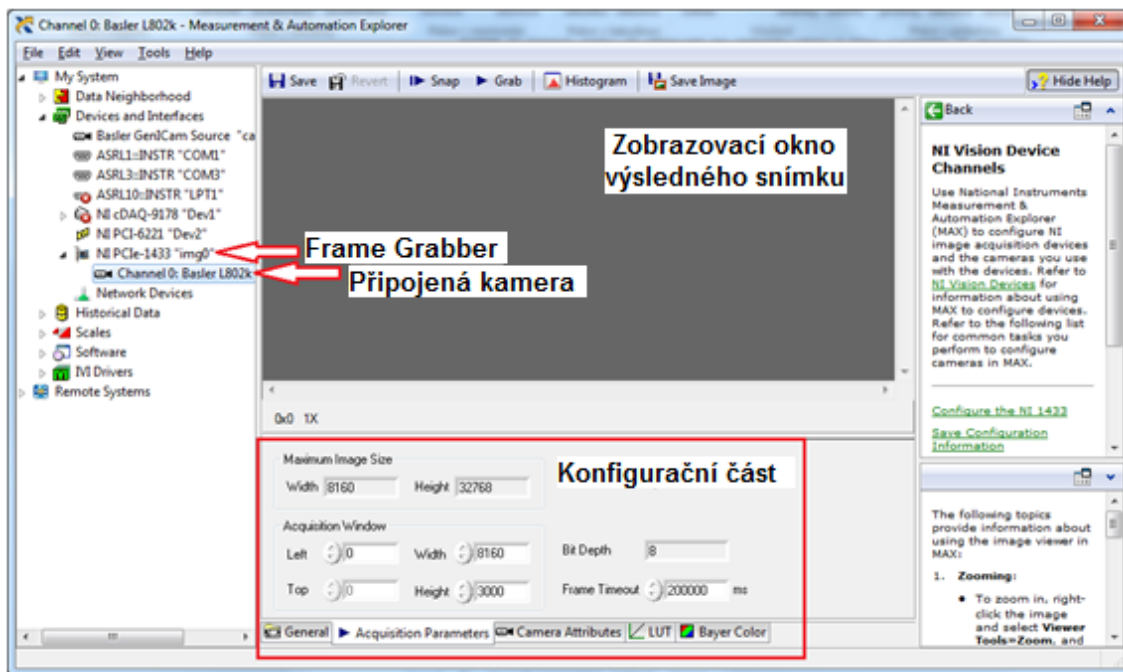 Channel 0: Basler L802k - Measurement & Automation Explorer
File Edit View Tools Help
My System
Data Neighborhood
Devices and Interfaces
Basler GenICam Source "ca
ASRL1::INSTR "COM1"
ASRL3::INSTR "COM3"
ASRL10::INSTR "LPT1"
NI cDAQ-9178 "Dev1"
NI PCI-6221 "Dev2"
NI PCIe-1433 "img0"
Channel 0: Basler L802k
Network Devices
Historical Data
Scales
Software
IVI Drivers
Remote Systems
Save Revert Snap Grab Histogram Save Image
Hide Help
Zobrazovací okno
výsledného snímku
Frame Grabber
Připojená kamera
0x0 1X
Maximum Image Size
Width 8160 Height 32768
Konfigurační část
Acquisition Window
Left 0 Width 8160 Bit Depth 8
Top 0 Height 3000 Frame Timeout 200000 ms
General Acquisition Parameters Camera Attributes LUT Bayer Color
Back
NI Vision Device
Channels
Use National Instruments
Measurement &
Automation Explorer
(MAX) to configure NI
image acquisition devices
and the cameras you use
with the devices. Refer to
NI Vision Devices for
information about using
MAX to configure devices.
Refer to the following list
for common tasks you
perform to configure
cameras in MAX.
Configure the NI 1433
Save Configuration
Information
The following topics
provide information about
using the image viewer in
MAX:
1. Zooming:
• To zoom in, right-
click the image
and select Viewer
Tools»Zoom, and